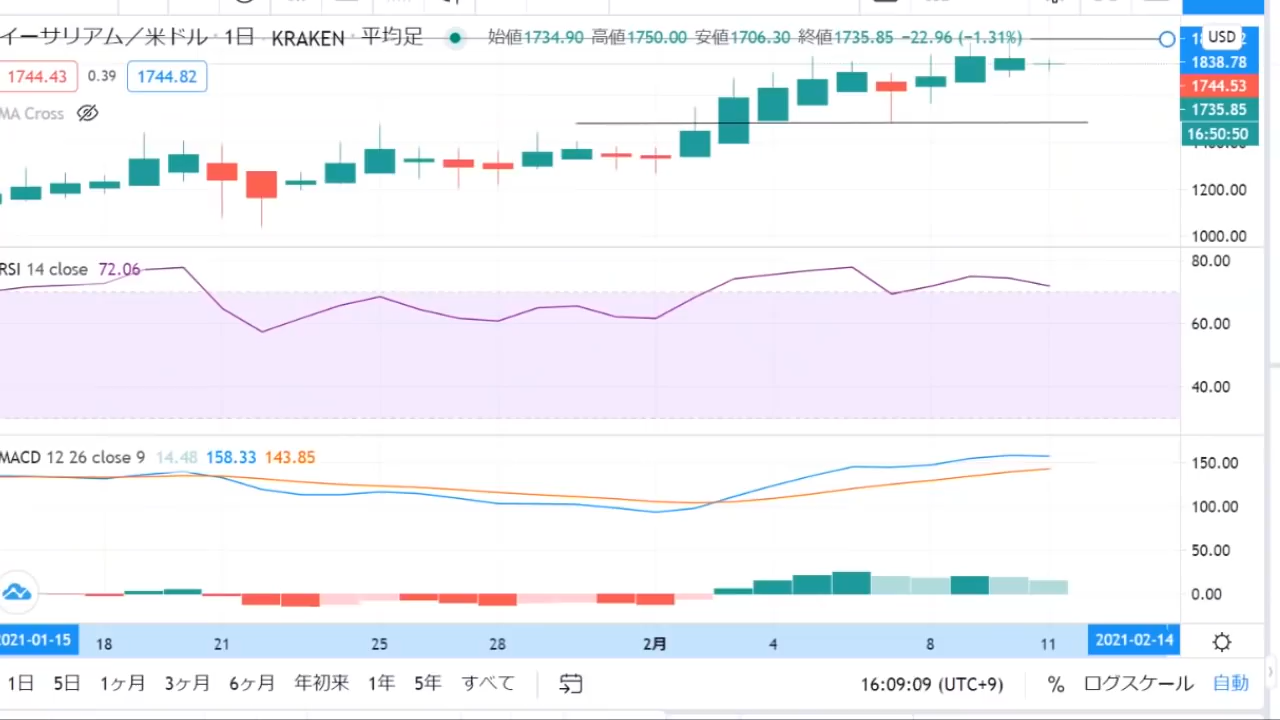 イーサリアム／米ドル · 1日 · KRAKEN · 平均足 始値1734.90 高値1750.00 安値1706.30 終値1735.85 −22.96 (−1.31%) USD
1744.43 0.39 1744.82 1838.78
1744.53
MA Cross 1735.85
16:50:50
1200.00
1000.00
RSI 14 close 72.06 80.00
60.00
40.00
MACD 12 26 close 9 14.48 158.33 143.85 150.00
100.00
50.00
0.00
2021-01-15 18 21 25 28 2月 4 8 11 2021-02-14
1日 5日 1ヶ月 3ヶ月 6ヶ月 年初来 1年 5年 すべて 16:09:09 (UTC+9) % ログスケール 自動